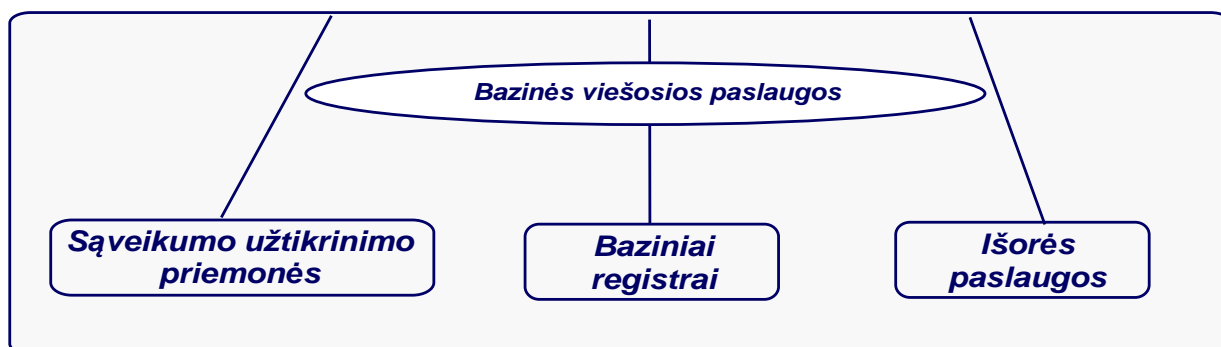 Bazinės viešosios paslaugos
Sąveikumo užtikrinimo
priemonės
Baziniai
registrai
Išorės
paslaugos